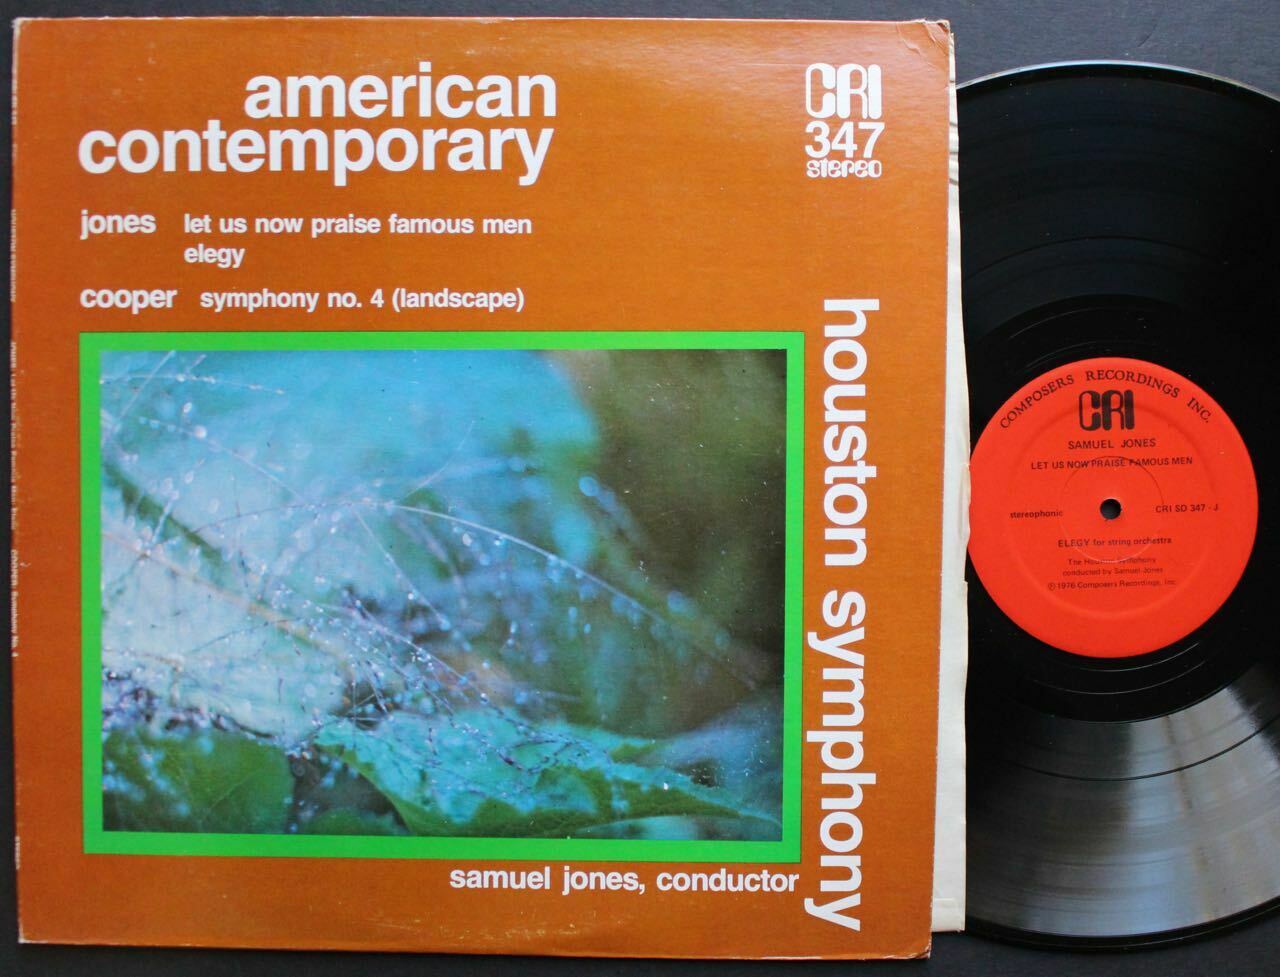 american
contemporary
jones let us now praise famous men
elegy
cooper symphony no. 4 (landscape)
CRI
347
stereo
houston symphony
samuel jones, conductor
COMPOSERS RECORDINGS INC.
CRI
SAMUEL JONES
LET US NOW PRAISE FAMOUS MEN
stereophonic
CRI SD 347 - J
ELEGY for string orchestra
The Houston Symphony
conducted by Samuel Jones
℗ 1976 Composers Recordings, Inc.